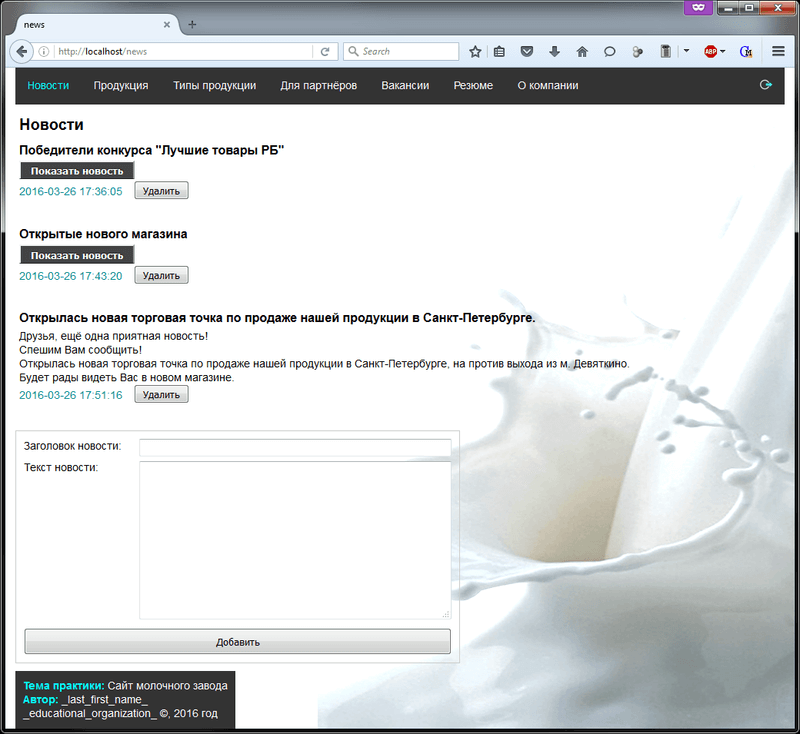 news
http://localhost/news
Search
ABP
Новости Продукция Типы продукции Для партнёров Вакансии Резюме О компании
Новости
Победители конкурса "Лучшие товары РБ"
Показать новость
2016-03-26 17:36:05 Удалить
Открытые нового магазина
Показать новость
2016-03-26 17:43:20 Удалить
Открылась новая торговая точка по продаже нашей продукции в Санкт-Петербурге.
Друзья, ещё одна приятная новость!
Спешим Вам сообщить!
Открылась новая торговая точка по продаже нашей продукции в Санкт-Петербурге, на против выхода из м. Девяткино.
Будет рады видеть Вас в новом магазине.
2016-03-26 17:51:16 Удалить
Заголовок новости:
Текст новости:
Добавить
Тема практики: Сайт молочного завода
Автор: _last_first_name_
_educational_organization_ ©, 2016 год